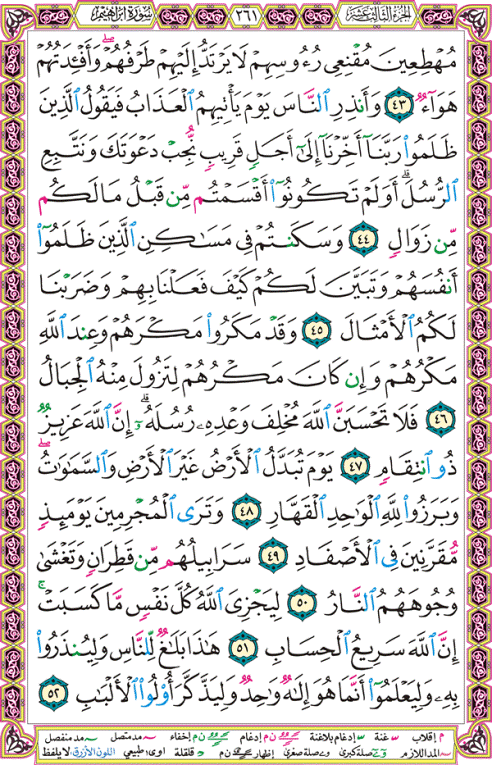 الجزء الثالث عشر ٢٦١ سورة إبراهيم
مُهْطِعِينَ مُقْنِعِي رُءُوسِهِمْ لَا يَرْتَدُّ إِلَيْهِمْ طَرْفُهُمْ ۖ وَأَفْـِٔدَتُهُمْ
هَوَآءٌ ٤٣ وَأَنذِرِ ٱلنَّاسَ يَوْمَ يَأْتِيهِمُ ٱلْعَذَابُ فَيَقُولُ ٱلَّذِينَ
ظَلَمُوا۟ رَبَّنَآ أَخِّرْنَآ إِلَىٰٓ أَجَلٍ قَرِيبٍ نُّجِبْ دَعْوَتَكَ وَنَتَّبِعِ
ٱلرُّسُلَ ۗ أَوَلَمْ تَكُونُوٓا۟ أَقْسَمْتُم مِّن قَبْلُ مَا لَكُم
مِّن زَوَالٍ ٤٤ وَسَكَنتُمْ فِى مَسَـٰكِنِ ٱلَّذِينَ ظَلَمُوٓا۟
أَنفُسَهُمْ وَتَبَيَّنَ لَكُمْ كَيْفَ فَعَلْنَا بِهِمْ وَضَرَبْنَا
لَكُمُ ٱلْأَمْثَالَ ٤٥ وَقَدْ مَكَرُوا۟ مَكْرَهُمْ وَعِندَ ٱللَّهِ
مَكْرُهُمْ وَإِن كَانَ مَكْرُهُمْ لِتَزُولَ مِنْهُ ٱلْجِبَالُ
٤٦ فَلَا تَحْسَبَنَّ ٱللَّهَ مُخْلِفَ وَعْدِهِۦ رُسُلَهُۥٓ ۗ إِنَّ ٱللَّهَ عَزِيزٌ
ذُو ٱنتِقَامٍ ٤٧ يَوْمَ تُبَدَّلُ ٱلْأَرْضُ غَيْرَ ٱلْأَرْضِ وَٱلسَّمَـٰوَٰتُ ۖ
وَبَرَزُوا۟ لِلَّهِ ٱلْوَٰحِدِ ٱلْقَهَّارِ ٤٨ وَتَرَى ٱلْمُجْرِمِينَ يَوْمَئِذٍ
مُّقَرَّنِينَ فِى ٱلْأَصْفَادِ ٤٩ سَرَابِيلُهُم مِّن قَطِرَانٍ وَتَغْشَىٰ
وُجُوهَهُمُ ٱلنَّارُ ٥٠ لِيَجْزِىَ ٱللَّهُ كُلَّ نَفْسٍ مَّا كَسَبَتْ ۚ
إِنَّ ٱللَّهَ سَرِيعُ ٱلْحِسَابِ ٥١ هَـٰذَا بَلَـٰغٌ لِّلنَّاسِ وَلِيُنذَرُوا۟
بِهِۦ وَلِيَعْلَمُوٓا۟ أَنَّمَا هُوَ إِلَـٰهٌ وَٰحِدٌ وَلِيَذَّكَّرَ أُو۟لُوا۟ ٱلْأَلْبَـٰبِ ٥٢
م إقلاب س غنة إدغام بلاغنة ن م إدغام ن م إخفاء مد متصل مد منفصل
المد اللازم صلة كبرى صلة صغرى إظهار ن م قلقلة اوى: طبيعي اللون الأزرق: لا يلفظ